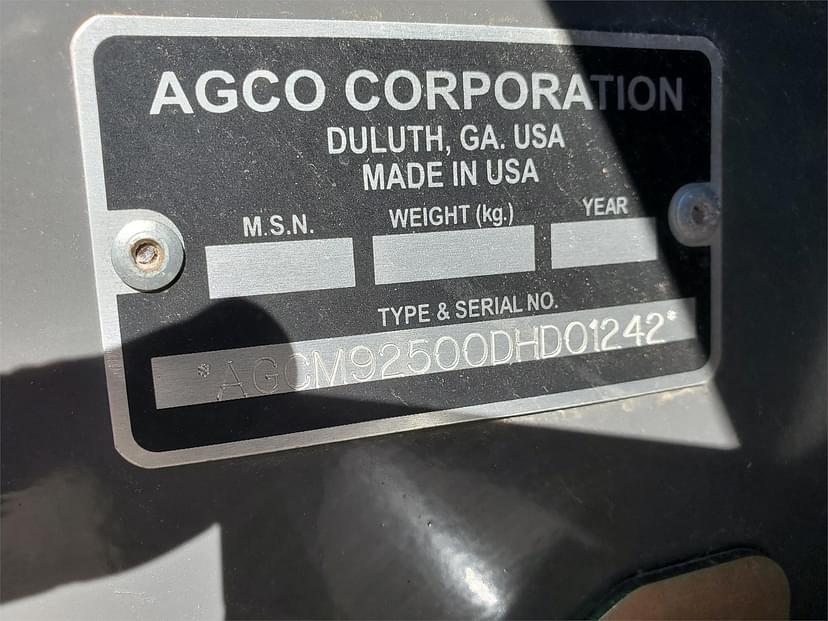 AGCO CORPORATION
DULUTH, GA. USA
MADE IN USA
M.S.N. WEIGHT (kg.) YEAR
TYPE & SERIAL NO.
*AGCM92500DHD01242*